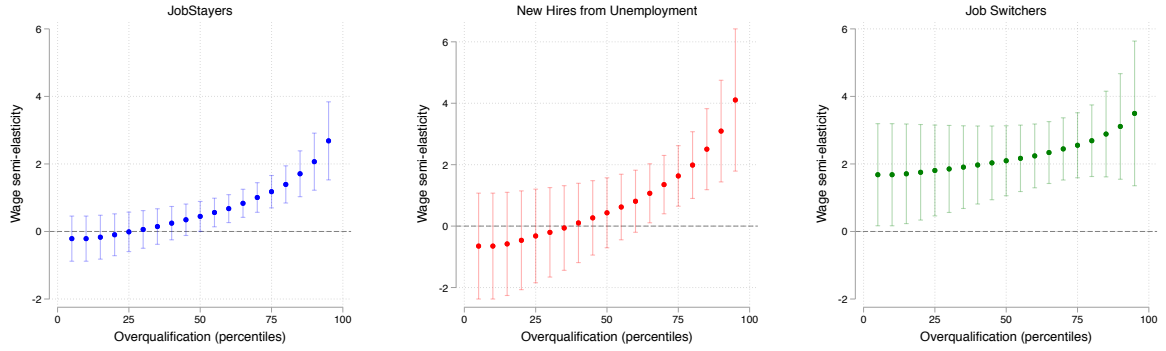 JobStayers
6
4
2
0
-2
Wage semi-elasticity
0 25 50 75 100
Overqualification (percentiles)
New Hires from Unemployment
6
4
2
0
-2
Wage semi-elasticity
0 25 50 75 100
Overqualification (percentiles)
Job Switchers
6
4
2
0
-2
Wage semi-elasticity
0 25 50 75 100
Overqualification (percentiles)